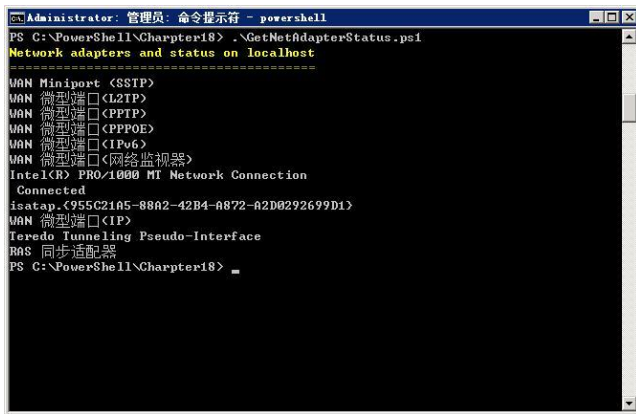 Administrator: 管理员: 命令提示符 - powershell
PS C:\PowerShell\Charpter18> .\GetNetAdapterStatus.ps1
Network adapters and status on localhost
========================================
WAN Miniport (SSTP)
WAN 微型端口(L2TP)
WAN 微型端口(PPTP)
WAN 微型端口(PPPOE)
WAN 微型端口(IPv6)
WAN 微型端口(网络监视器)
Intel(R) PRO/1000 MT Network Connection
Connected
isatap.{955C21A5-88A2-42B4-A872-A2D0292699D1}
WAN 微型端口(IP)
Teredo Tunneling Pseudo-Interface
RAS 同步适配器
PS C:\PowerShell\Charpter18>